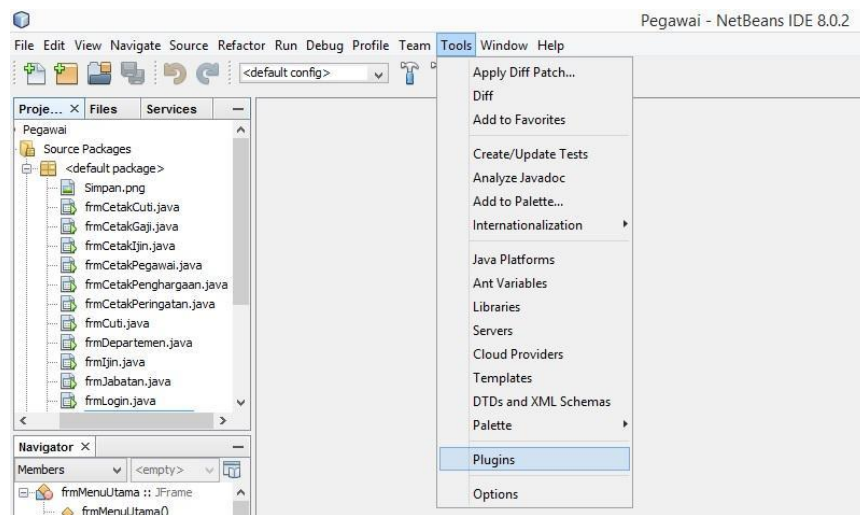 Pegawai - NetBeans IDE 8.0.2
File Edit View Navigate Source Refactor Run Debug Profile Team Tools Window Help
<default config>
Proje... × Files Services
Pegawai
Source Packages
<default package>
Simpan.png
frmCetakCuti.java
frmCetakGaji.java
frmCetakIjin.java
frmCetakPegawai.java
frmCetakPenghargaan.java
frmCetakPeringatan.java
frmCuti.java
frmDepartemen.java
frmIjin.java
frmJabatan.java
frmLogin.java
Navigator ×
Members <empty>
frmMenuUtama :: JFrame
frmMenuUtama()
Apply Diff Patch...
Diff
Add to Favorites
Create/Update Tests
Analyze Javadoc
Add to Palette...
Internationalization
Java Platforms
Ant Variables
Libraries
Servers
Cloud Providers
Templates
DTDs and XML Schemas
Palette
Plugins
Options